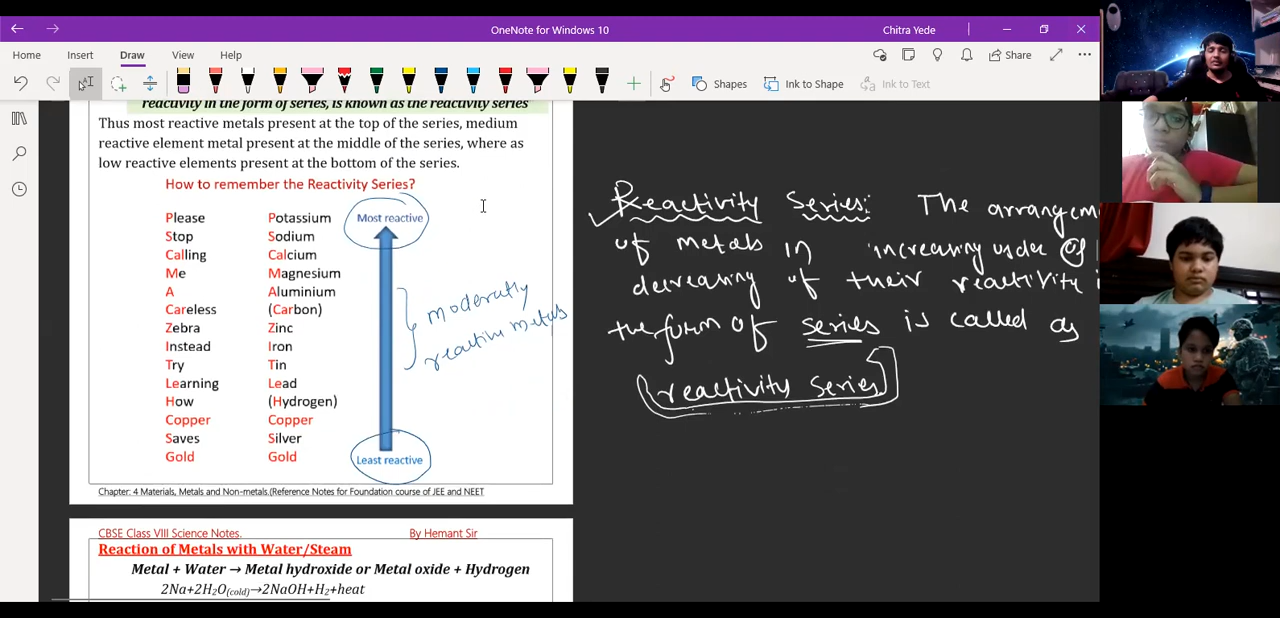 OneNote for Windows 10
Chitra Yede
Home Insert Draw View Help
Share
Shapes
Ink to Shape
Ink to Text
reactivity in the form of series, is known as the reactivity series
Thus most reactive metals present at the top of the series, medium
reactive element metal present at the middle of the series, where as
low reactive elements present at the bottom of the series.
How to remember the Reactivity Series?
Please Potassium Most reactive
Stop Sodium
Calling Calcium
Me Magnesium
A Aluminium
Careless (Carbon)
Zebra Zinc
Instead Iron
Try Tin
Learning Lead
How (Hydrogen)
Copper Copper
Saves Silver
Gold Gold Least reactive
moderatly
reactive metals
Chapter: 4 Materials, Metals and Non-metals.(Reference Notes for Foundation course of JEE and NEET
CBSE Class VIII Science Notes. By Hemant Sir
Reaction of Metals with Water/Steam
Metal + Water → Metal hydroxide or Metal oxide + Hydrogen
2Na+2H₂O(cold)→2NaOH+H₂+heat
Reactivity Series: The arrangem
of metals in increasing order of
decreasing of their reactivity i
the form of series is called as
reactivity series